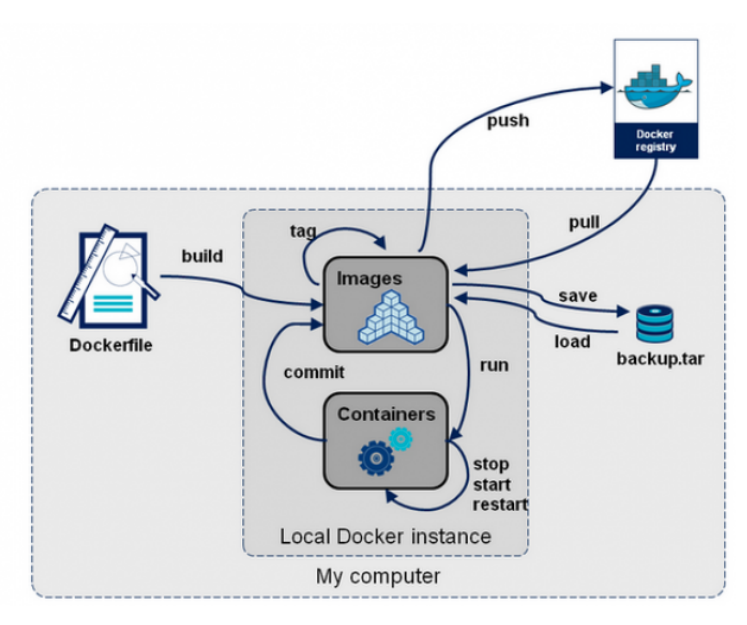 push
Docker
registry
pull
tag
build
Images
save
Dockerfile
load
backup.tar
commit
run
Containers
stop
start
restart
Local Docker instance
My computer